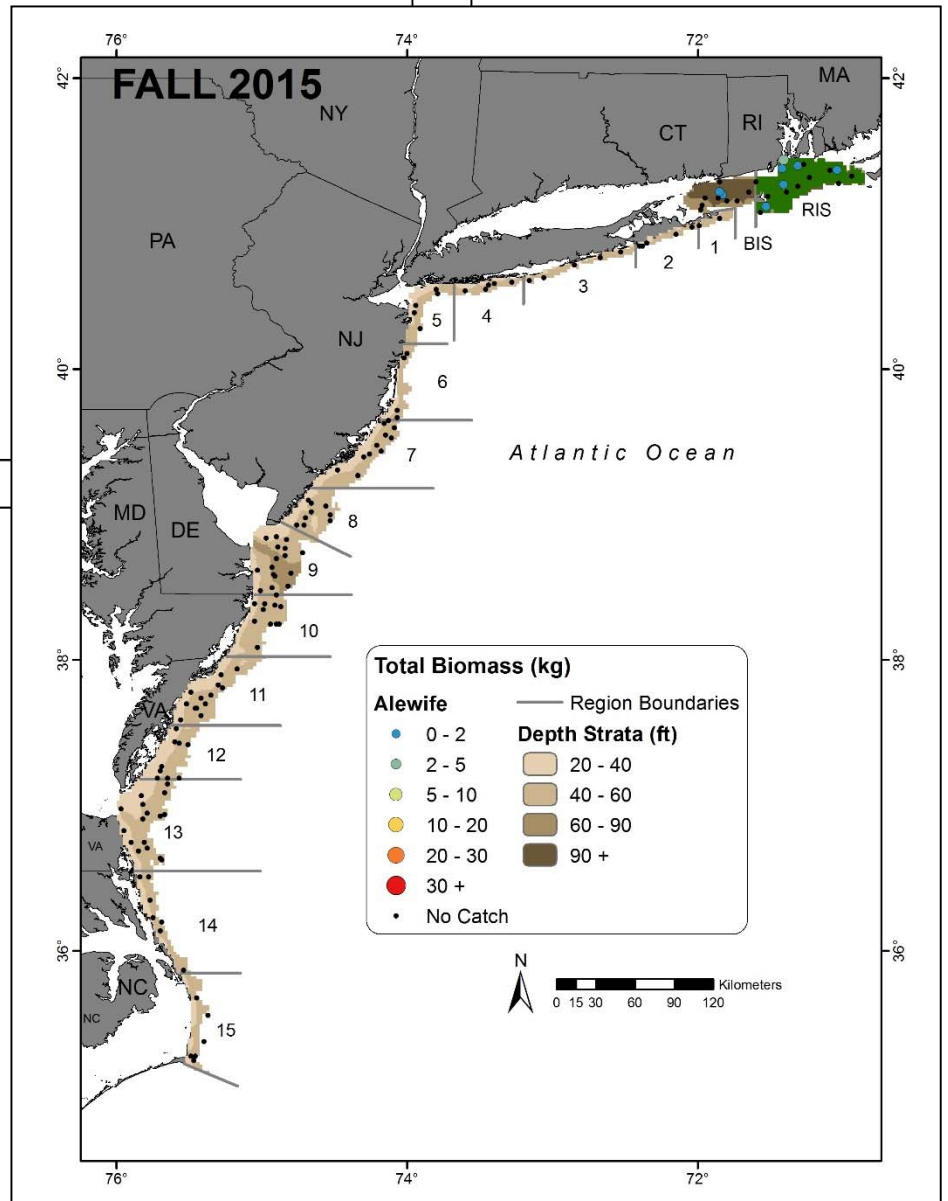 76°
74°
72°
FALL 2015
42°
42°
MA
NY
CT
RI
RIS
BIS
PA
1
2
3
4
5
NJ
40°
40°
6
Atlantic Ocean
7
MD
DE
8
9
10
38°
38°
Total Biomass (kg)
Alewife
Region Boundaries
0 - 2
Depth Strata (ft)
2 - 5
20 - 40
5 - 10
40 - 60
10 - 20
60 - 90
20 - 30
90 +
30 +
No Catch
11
VA
12
13
VA
14
36°
36°
N
Kilometers
0 15 30 60 90 120
NC
NC
15
76°
74°
72°